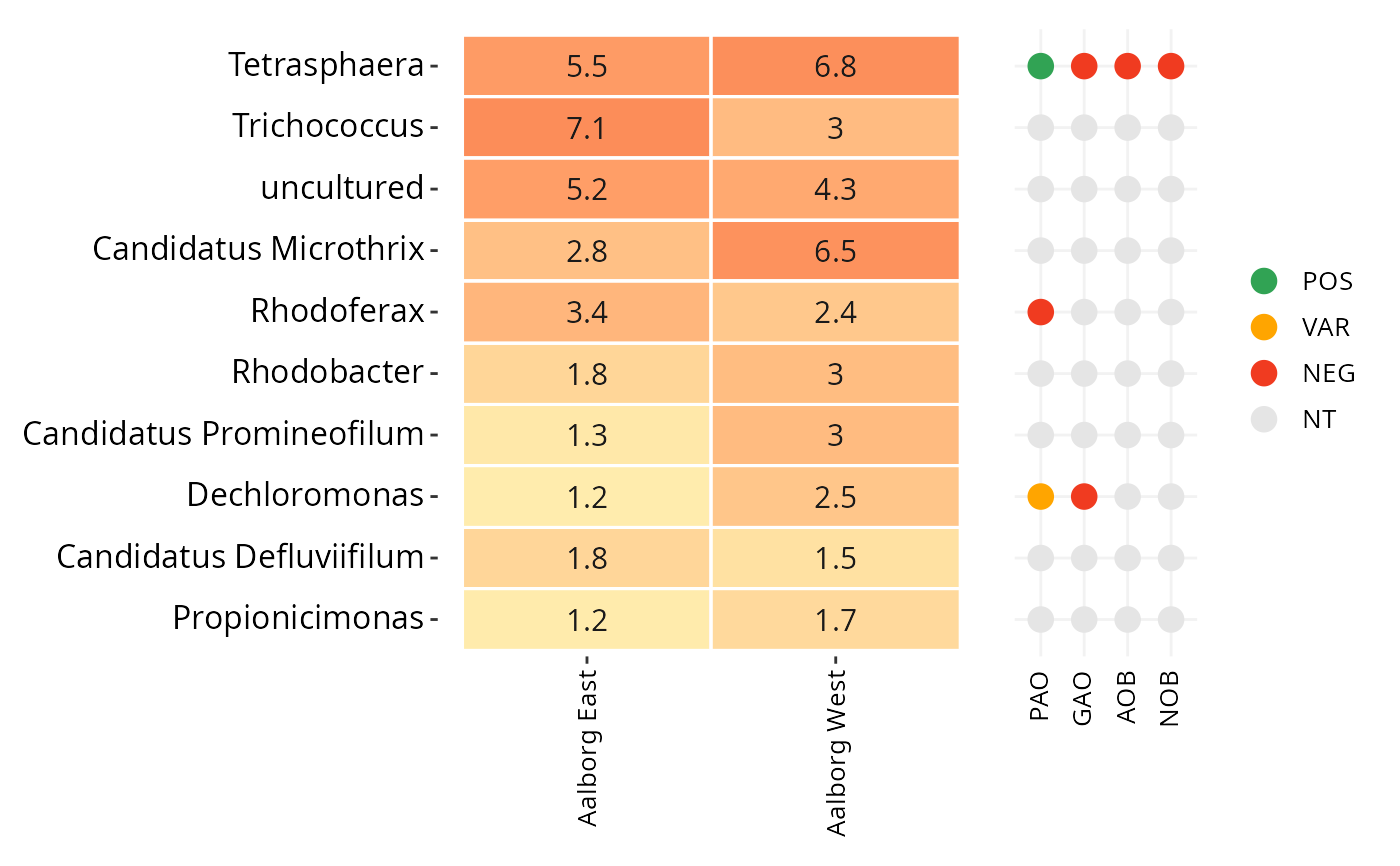 Tetrasphaera 5.5 6.8
Trichococcus 7.1 3
uncultured 5.2 4.3
Candidatus Microthrix 2.8 6.5
Rhodoferax 3.4 2.4
Rhodobacter 1.8 3
Candidatus Promineofilum 1.3 3
Dechloromonas 1.2 2.5
Candidatus Defluviifilum 1.8 1.5
Propionicimonas 1.2 1.7
Aalborg East
Aalborg West
PAO
GAO
AOB
NOB
POS
VAR
NEG
NT